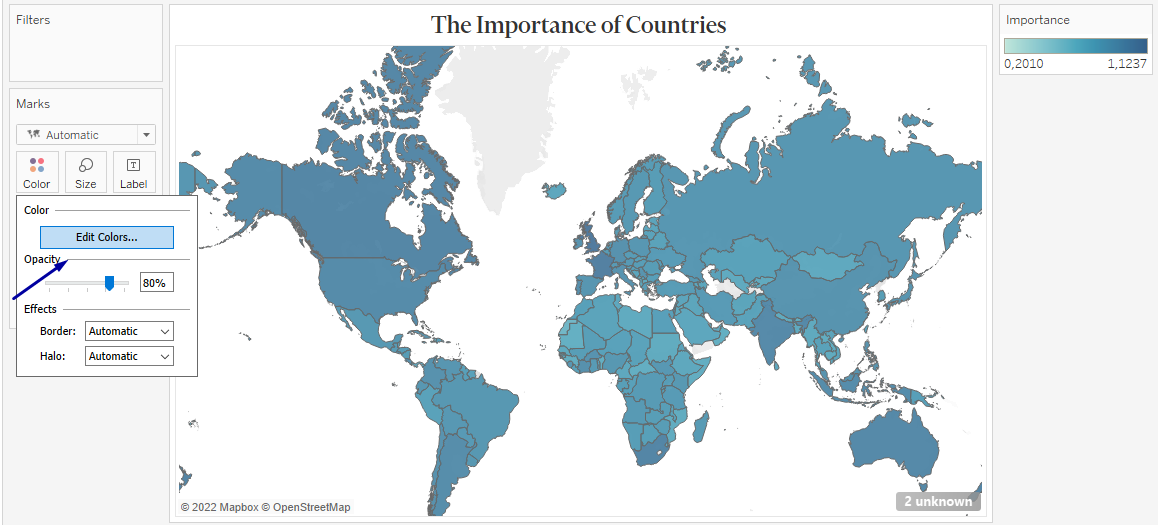 Filters
The Importance of Countries
Importance
0,2010 1,1237
Marks
Automatic
Color Size Label
Color
Edit Colors...
Opacity
80%
Effects
Border: Automatic
Halo: Automatic
© 2022 Mapbox © OpenStreetMap
2 unknown